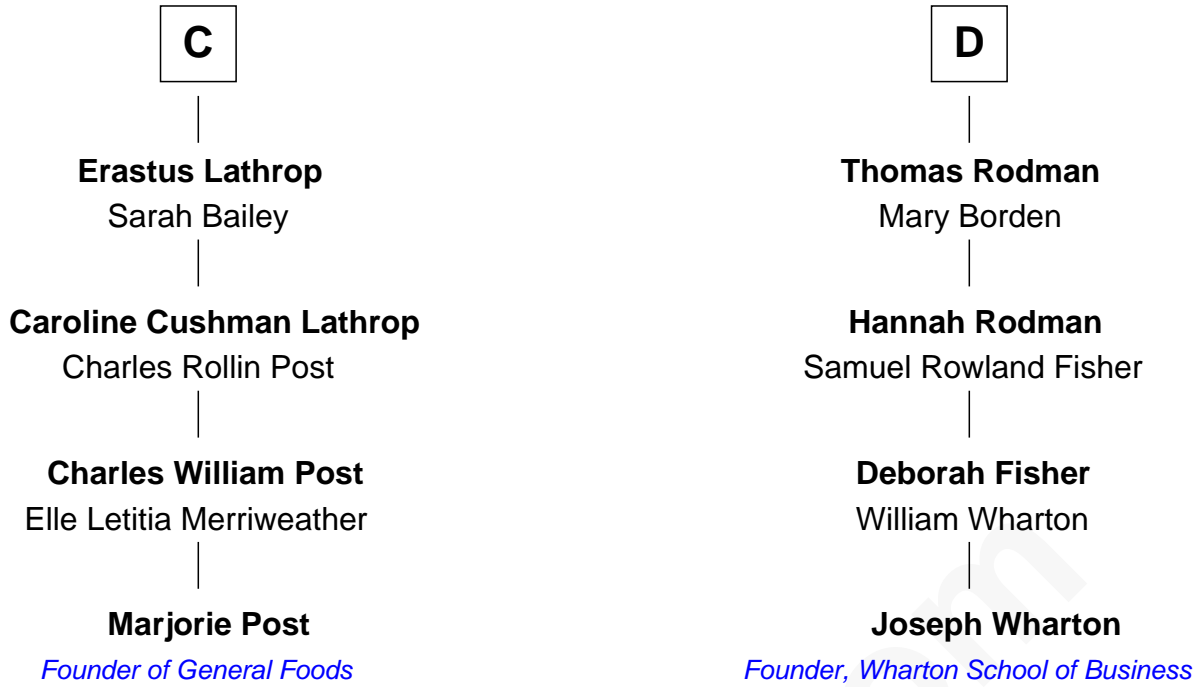 C
Erastus Lathrop
Sarah Bailey
Caroline Cushman Lathrop
Charles Rollin Post
Charles William Post
Elle Letitia Merriweather
Marjorie Post
Founder of General Foods
D
Thomas Rodman
Mary Borden
Hannah Rodman
Samuel Rowland Fisher
Deborah Fisher
William Wharton
Joseph Wharton
Founder, Wharton School of Business